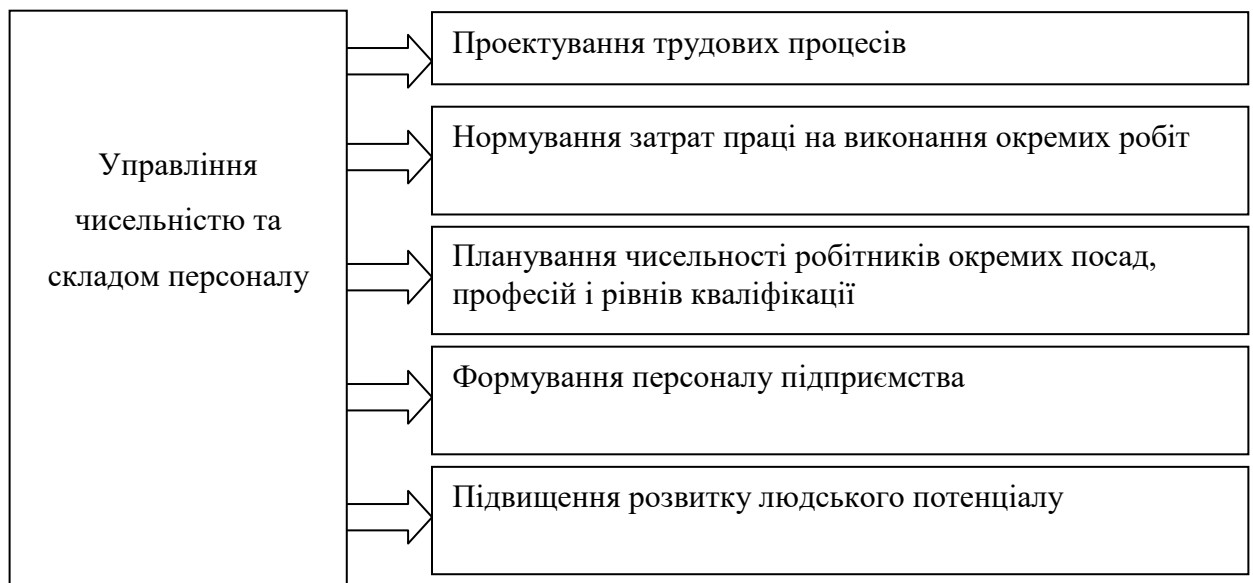 Управління
чисельністю та
складом персоналу
Проектування трудових процесів
Нормування затрат праці на виконання окремих робіт
Планування чисельності робітників окремих посад,
професій і рівнів кваліфікації
Формування персоналу підприємства
Підвищення розвитку людського потенціалу